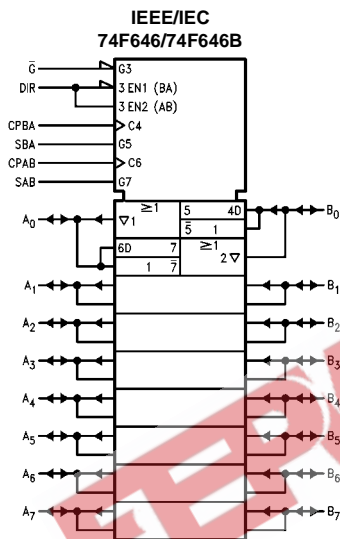 IEEE/IEC
74F646/74F646B
G̅ G3
DIR 3 EN1 (BA)
3 EN2 (AB)
CPBA C4
SBA G5
CPAB C6
SAB G7
A0 ≥1 5 4D B0
▽1 5̅ 1
6D 7 ≥1
1 7̅ 2▽
A1 B1
A2 B2
A3 B3
A4 B4
A5 B5
A6 B6
A7 B7